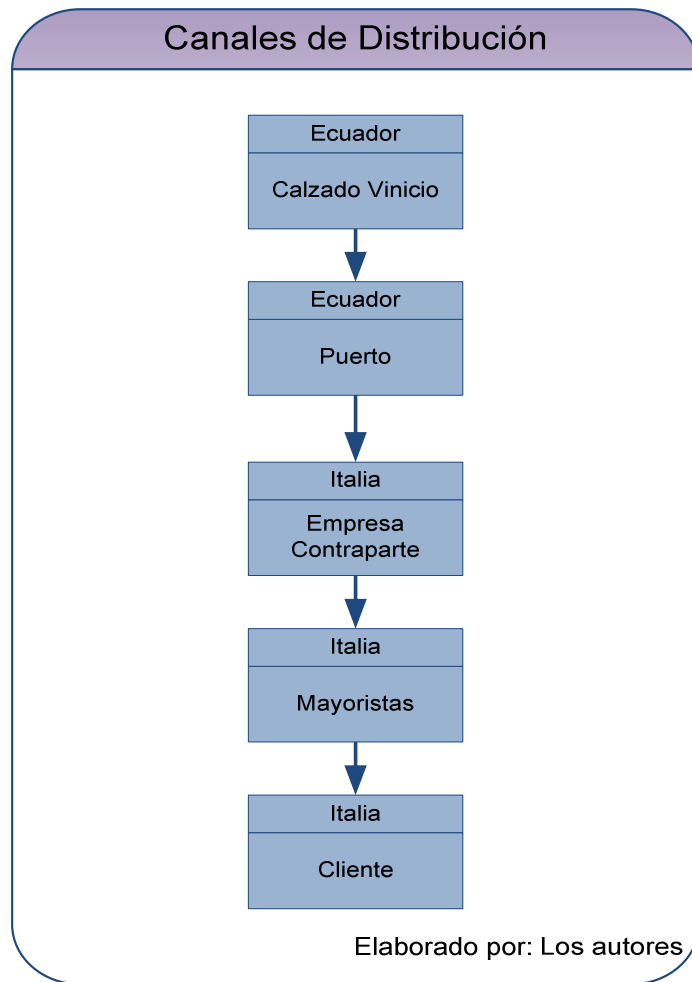 Canales de Distribución
Ecuador
Calzado Vinicio
Ecuador
Puerto
Italia
Empresa
Contraparte
Italia
Mayoristas
Italia
Cliente
Elaborado por: Los autores